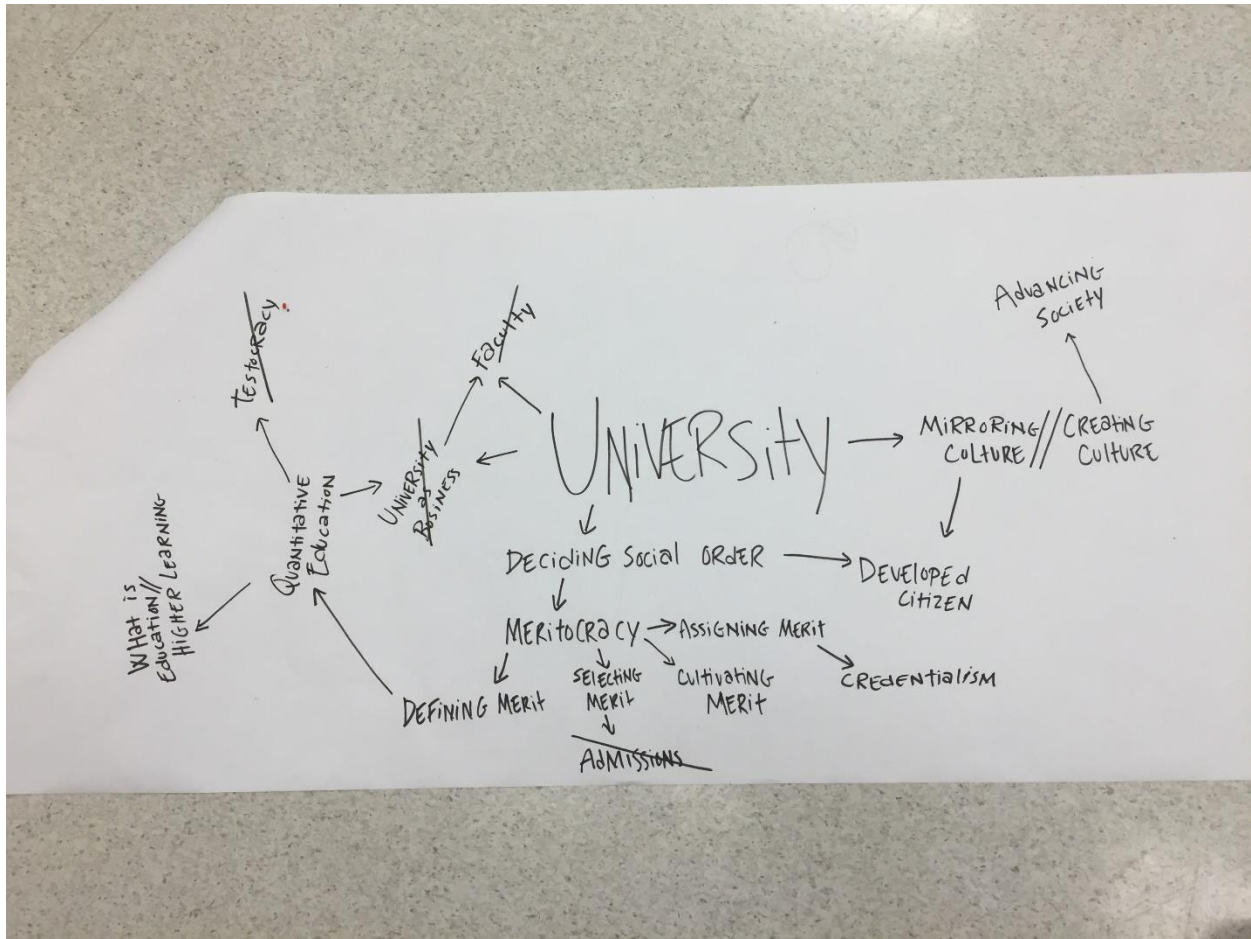 Advancing
Society
Testocracy
Faculty
UNIVERSity
MiRRORiNG
CULTURE//
CREATING
CULTURE
UNIVERSity
as
BUSINESS
Quantitative
Education
DECiDiNG Social ORdER
DEVELOPEd
CitizEN
WHat is
Education//
HIGHER LEARNING
MERitOCRACY
ASSiGNiNG MERit
SELECtiNG
MERit
CultivatiNG
MERit
CREdENtialiSM
DEFiNiNG MERit
AdMiSSiONS